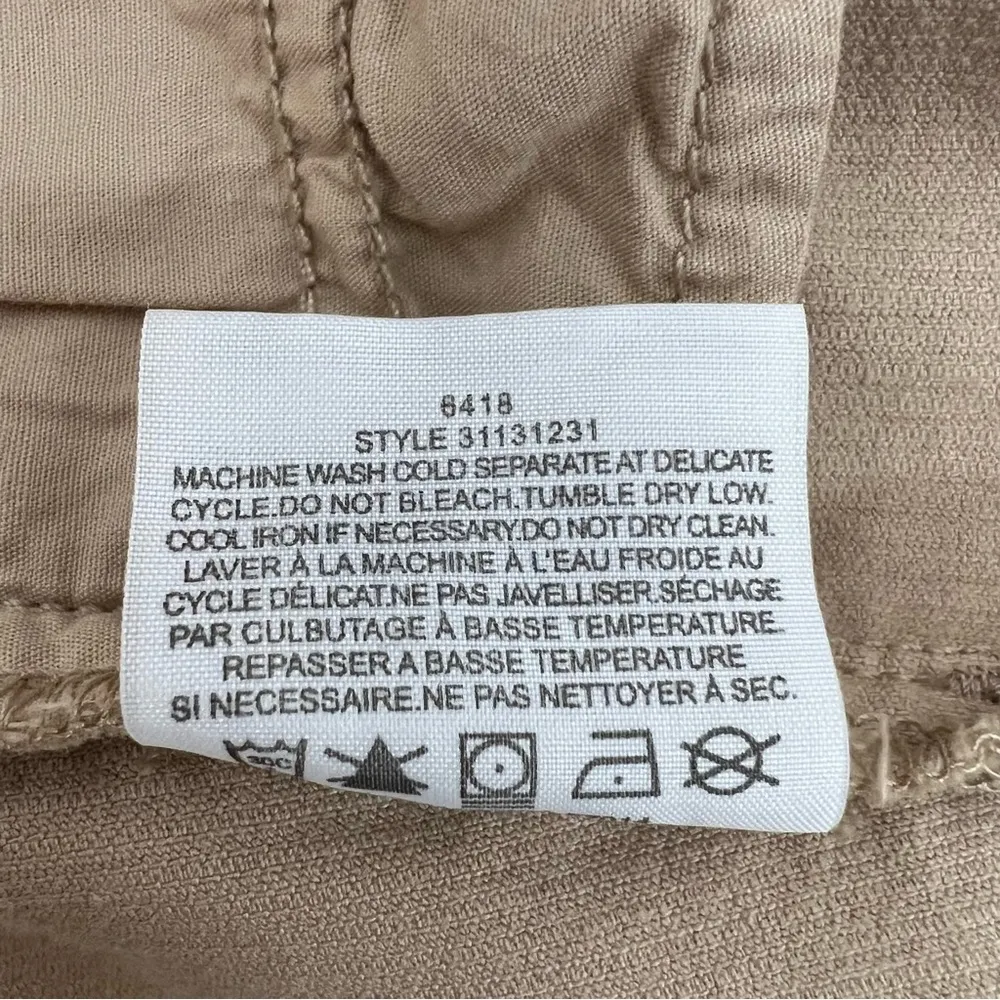 6418
STYLE 31131231
MACHINE WASH COLD SEPARATE AT DELICATE
CYCLE.DO NOT BLEACH.TUMBLE DRY LOW.
COOL IRON IF NECESSARY.DO NOT DRY CLEAN.
LAVER À LA MACHINE À L'EAU FROIDE AU
CYCLE DÉLICAT.NE PAS JAVELLISER.SÉCHAGE
PAR CULBUTAGE À BASSE TEMPERATURE.
REPASSER A BASSE TEMPERATURE
SI NECESSAIRE.NE PAS NETTOYER À SEC.
30C